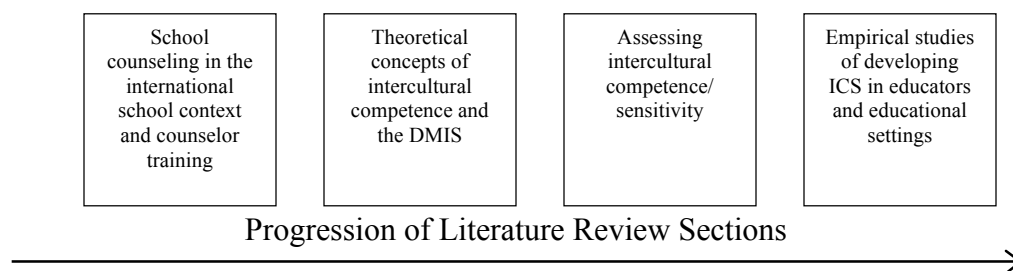 School
counseling in the
international
school context
and counselor
training
Theoretical
concepts of
intercultural
competence and
the DMIS
Assessing
intercultural
competence/
sensitivity
Empirical studies
of developing
ICS in educators
and educational
settings
Progression of Literature Review Sections